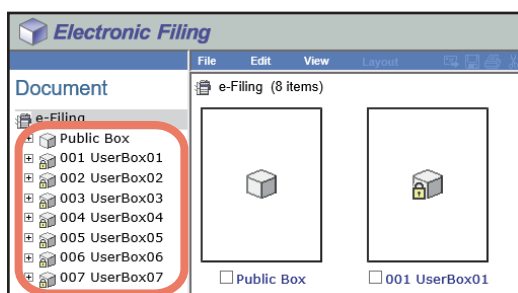 Electronic Filing
File Edit View Layout
Document
e-Filing (8 items)
e-Filing
Public Box
001 UserBox01
002 UserBox02
003 UserBox03
004 UserBox04
005 UserBox05
006 UserBox06
007 UserBox07
Public Box
001 UserBox01